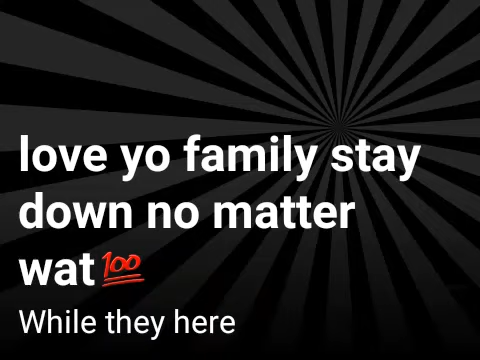 love yo family stay
down no matter
wat💯
While they here